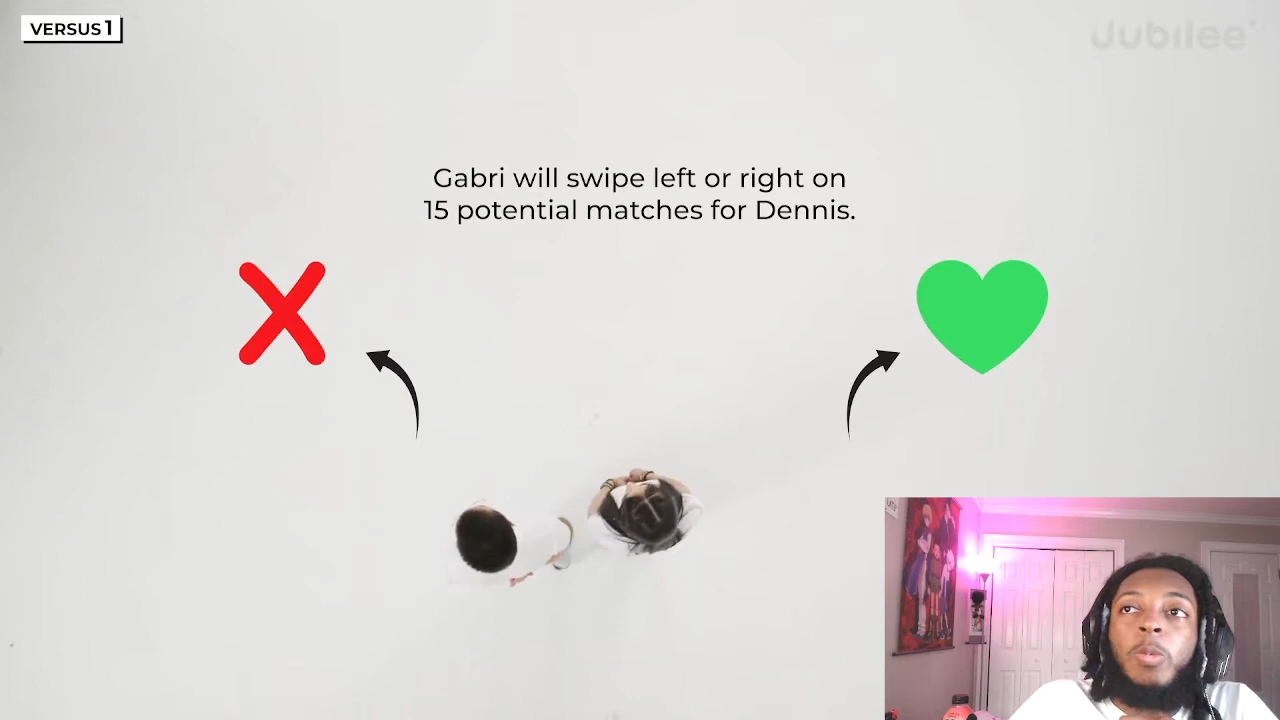 VERSUS 1
Jubilee
Gabri will swipe left or right on
15 potential matches for Dennis.